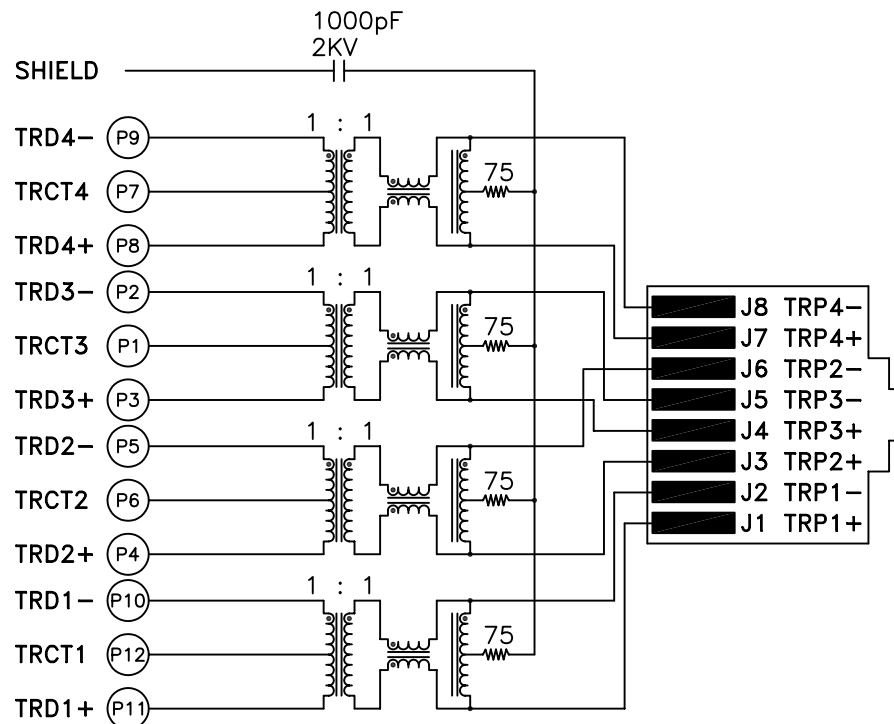 1000pF
2KV
SHIELD
1 : 1
TRD4- P9
75
TRCT4 P7
TRD4+ P8
1 : 1
TRD3- P2
75
TRCT3 P1
TRD3+ P3
1 : 1
TRD2- P5
75
TRCT2 P6
TRD2+ P4
1 : 1
TRD1- P10
75
TRCT1 P12
TRD1+ P11
J8 TRP4-
J7 TRP4+
J6 TRP2-
J5 TRP3-
J4 TRP3+
J3 TRP2+
J2 TRP1-
J1 TRP1+